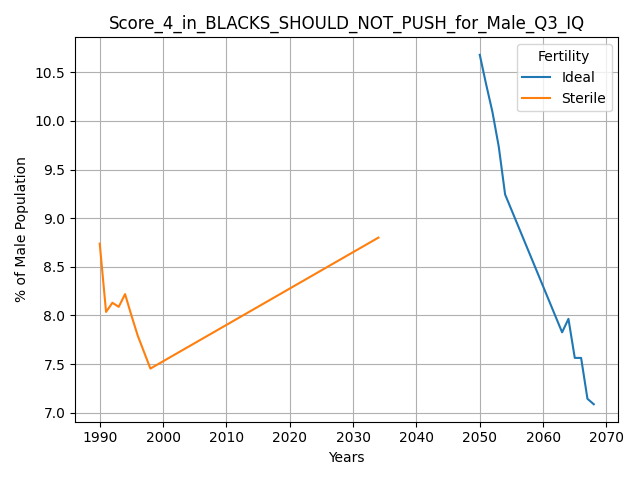 Score_4_in_BLACKS_SHOULD_NOT_PUSH_for_Male_Q3_IQ
Fertility
Ideal
Sterile
% of Male Population
10.5
10.0
9.5
9.0
8.5
8.0
7.5
7.0
1990 2000 2010 2020 2030 2040 2050 2060 2070
Years